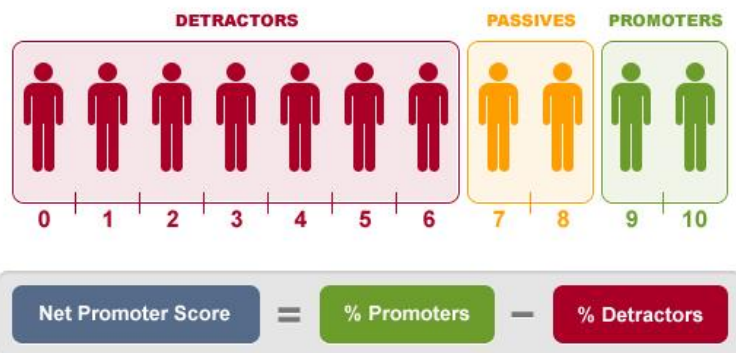 DETRACTORS PASSIVES PROMOTERS
0 1 2 3 4 5 6 7 8 9 10
Net Promoter Score = % Promoters − % Detractors